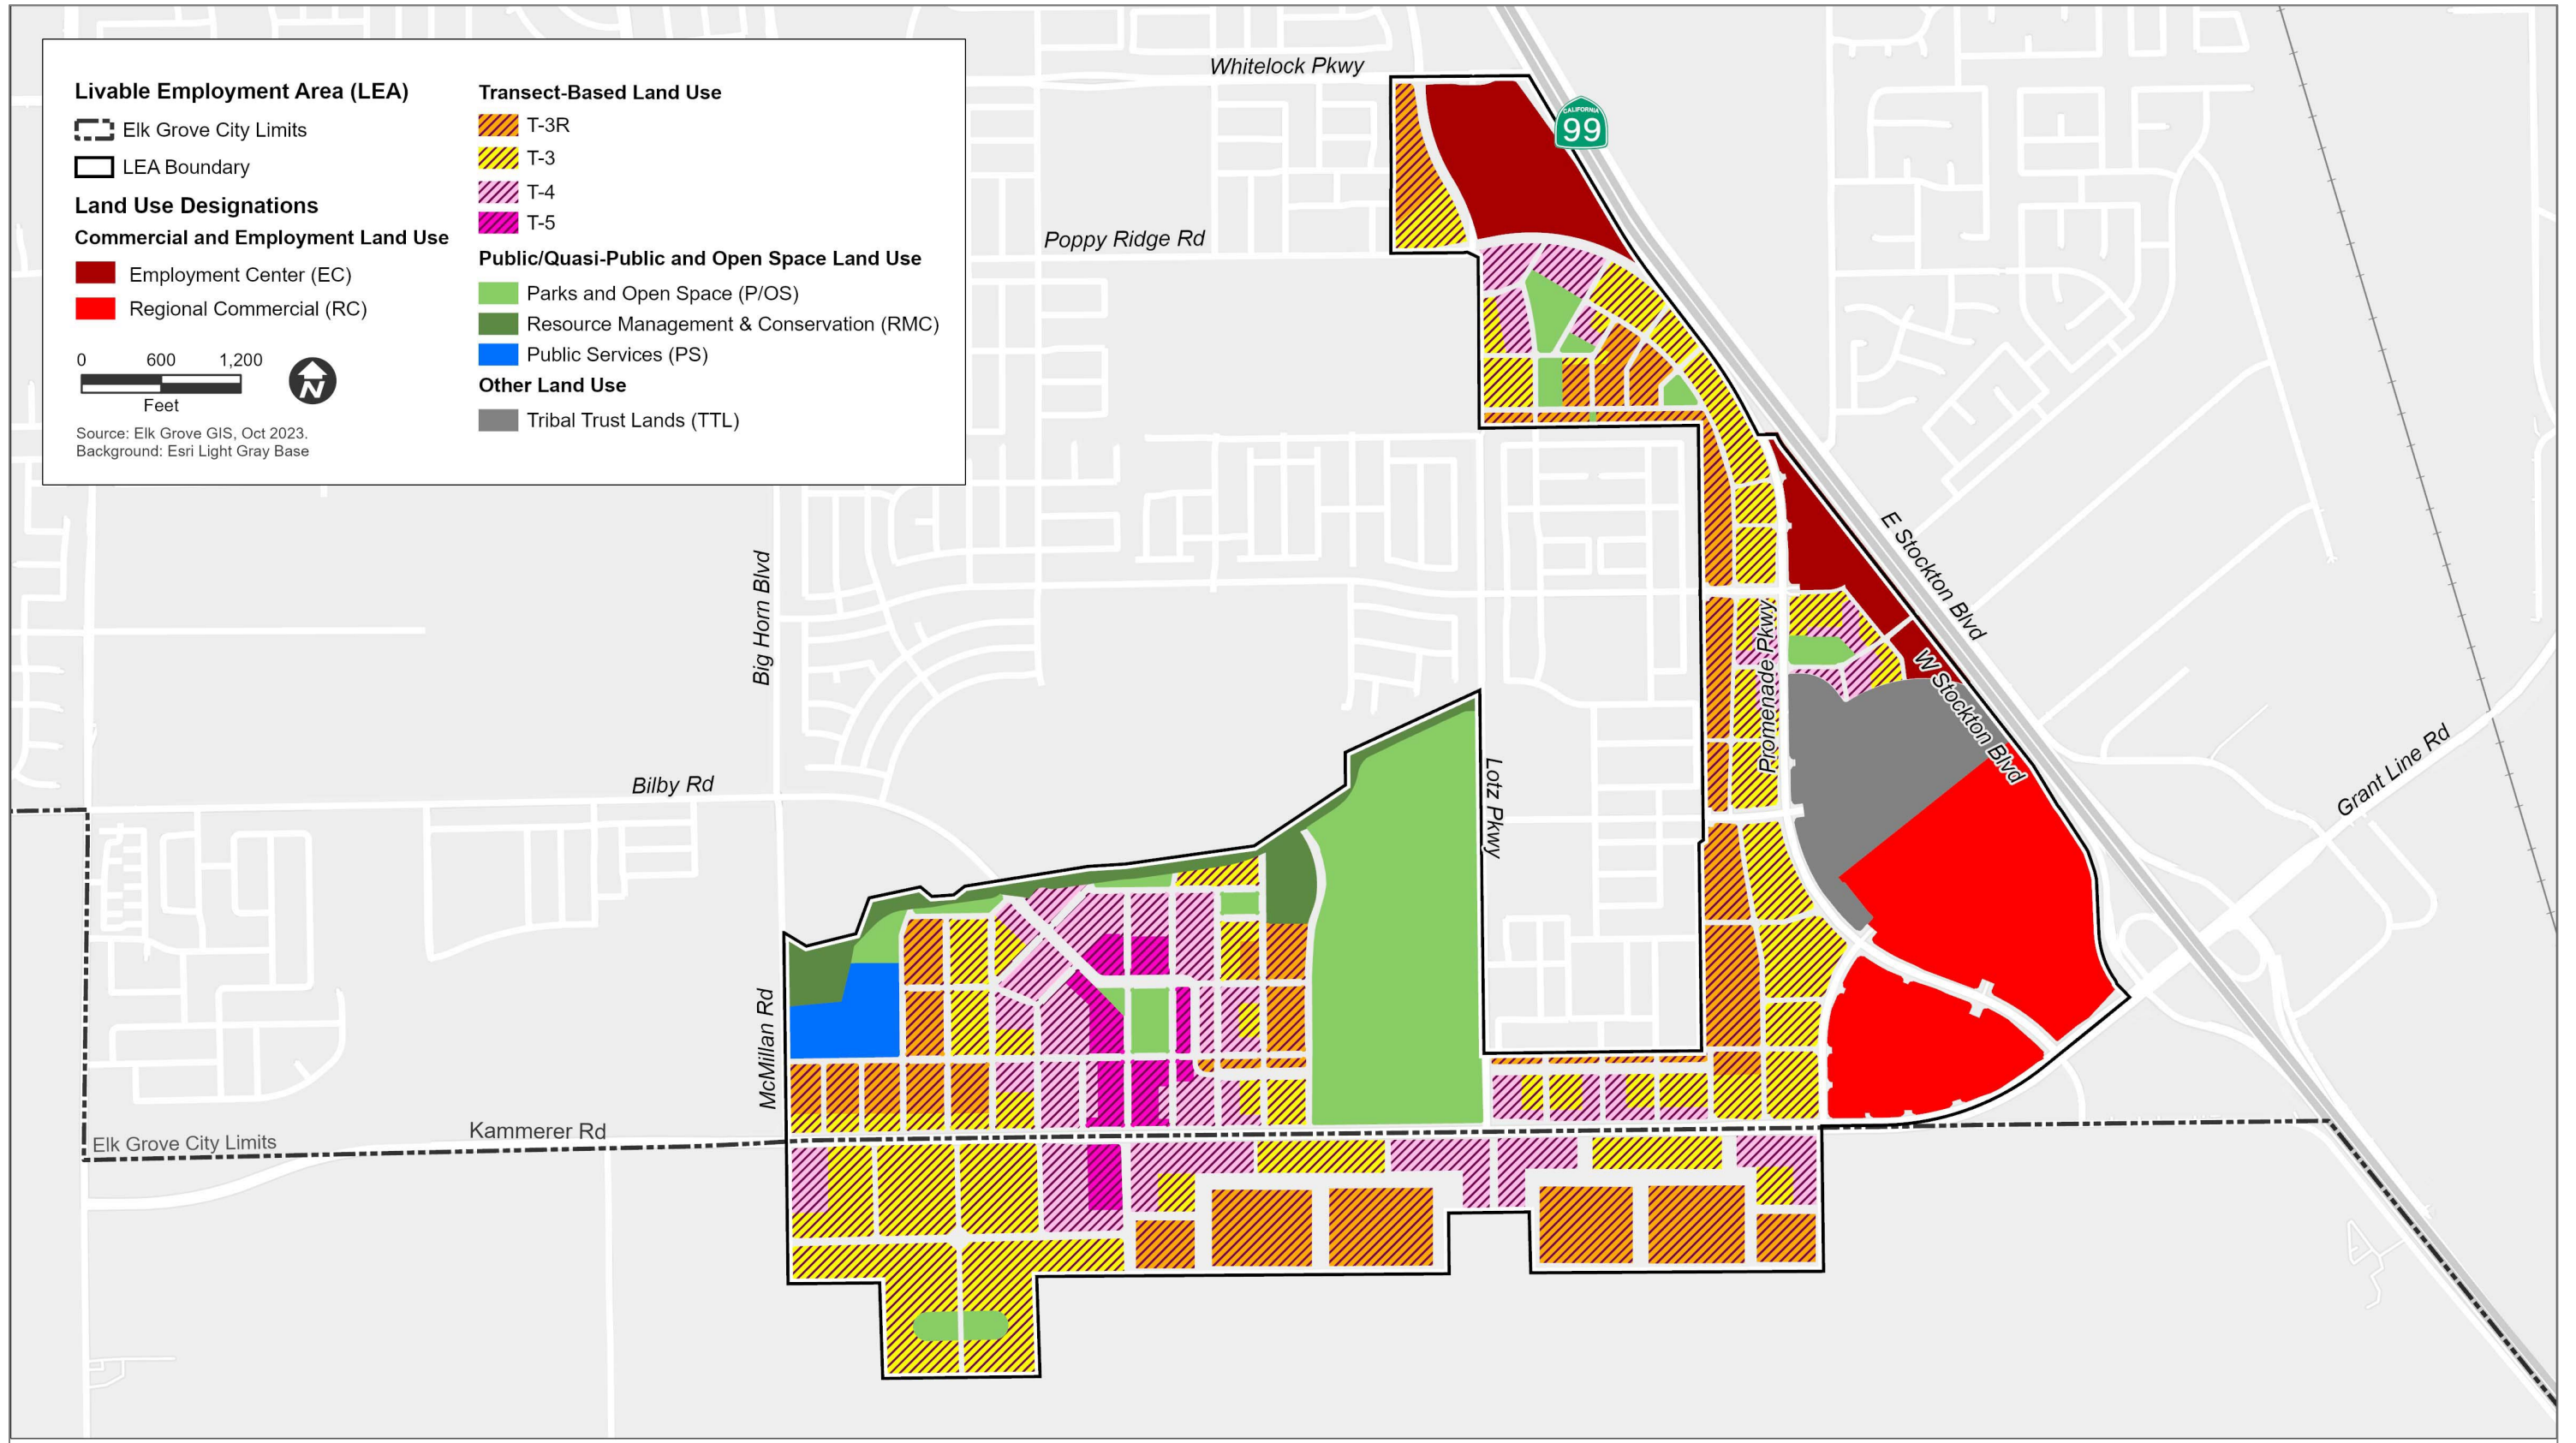 Livable Employment Area (LEA)
Elk Grove City Limits
LEA Boundary
Land Use Designations
Commercial and Employment Land Use
Employment Center (EC)
Regional Commercial (RC)
0 600 1,200
Feet
N
Source: Elk Grove GIS, Oct 2023.
Background: Esri Light Gray Base
Transect-Based Land Use
T-3R
T-3
T-4
T-5
Public/Quasi-Public and Open Space Land Use
Parks and Open Space (P/OS)
Resource Management & Conservation (RMC)
Public Services (PS)
Other Land Use
Tribal Trust Lands (TTL)
Whitelock Pkwy
CALIFORNIA
99
Poppy Ridge Rd
E Stockton Blvd
Big Horn Blvd
Promenade Pkwy
W Stockton Blvd
Grant Line Rd
Bilby Rd
Lotz Pkwy
McMillan Rd
Kammerer Rd
Elk Grove City Limits